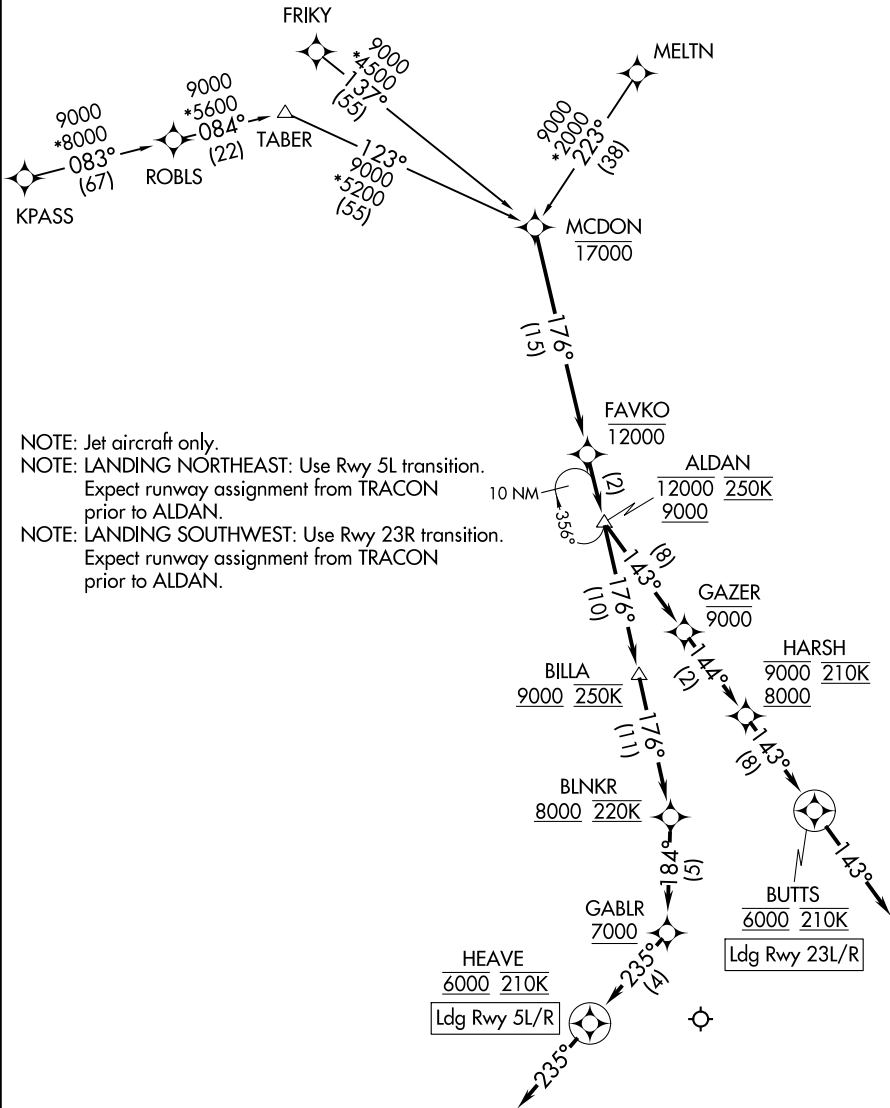 FRIKY
9000
*4500
137°
(55)
MELTN
9000
*2000
223°
(38)
9000
*5600
084°
(22)
TABER
9000
*8000
083°
(67)
ROBLS
KPASS
123°
9000
*5200
(55)
MCDON
17000
176°
(15)
FAVKO
12000
(2)
10 NM
356°
ALDAN
12000 250K
9000
NOTE: Jet aircraft only.
NOTE: LANDING NORTHEAST: Use Rwy 5L transition.
Expect runway assignment from TRACON
prior to ALDAN.
NOTE: LANDING SOUTHWEST: Use Rwy 23R transition.
Expect runway assignment from TRACON
prior to ALDAN.
(8)
143°
176°
(10)
GAZER
9000
144°
(2)
HARSH
9000 210K
8000
BILLA
9000 250K
176°
(11)
143°
(8)
BLNKR
8000 220K
184°
(5)
143°
BUTTS
6000 210K
Ldg Rwy 23L/R
GABLR
7000
235°
(4)
HEAVE
6000 210K
Ldg Rwy 5L/R
235°